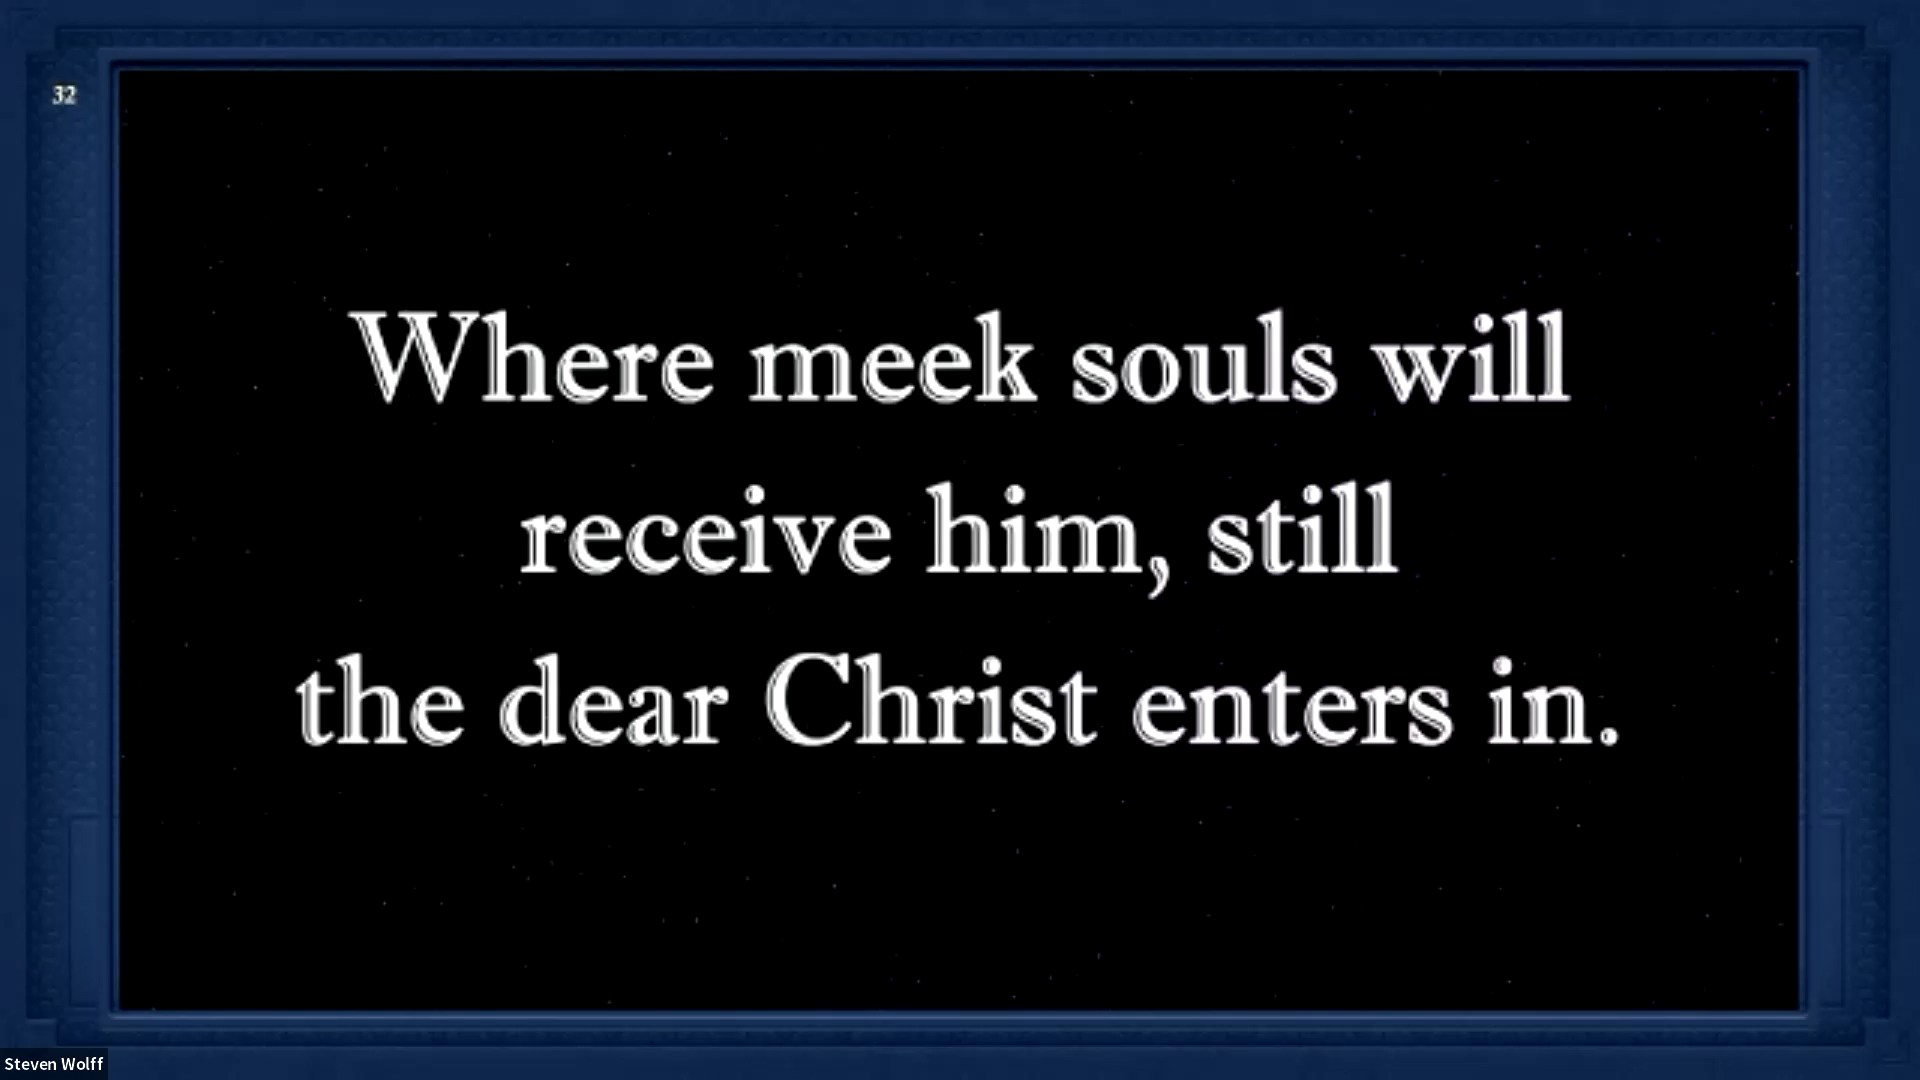 32
Where meek souls will
receive him, still
the dear Christ enters in.
Steven Wolff